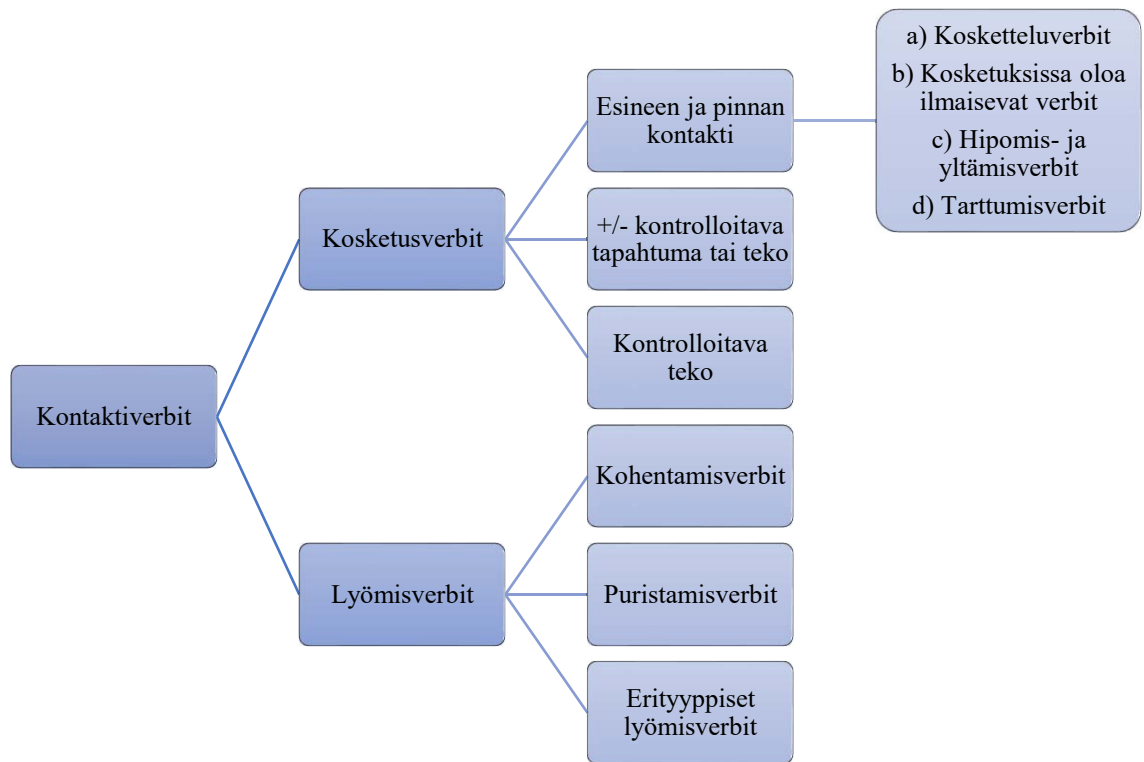 a) Kosketteluverbit
b) Kosketuksissa oloa
ilmaisevat verbit
c) Hipomis- ja
yltämisverbit
d) Tarttumisverbit
Esineen ja pinnan
kontakti
Kosketusverbit
+/- kontrolloitava
tapahtuma tai teko
Kontrolloitava
teko
Kontaktiverbit
Kohentamisverbit
Lyömisverbit
Puristamisverbit
Erityyppiset
lyömisverbit